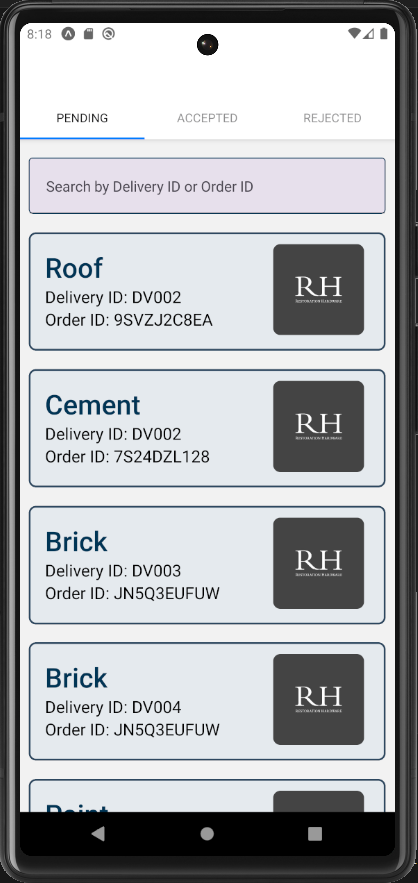 8:18
PENDING ACCEPTED REJECTED
Search by Delivery ID or Order ID
Roof
Delivery ID: DV002
Order ID: 9SVZJ2C8EA
RH
RESTORATION HARDWARE
Cement
Delivery ID: DV002
Order ID: 7S24DZL128
RH
RESTORATION HARDWARE
Brick
Delivery ID: DV003
Order ID: JN5Q3EUFUW
RH
RESTORATION HARDWARE
Brick
Delivery ID: DV004
Order ID: JN5Q3EUFUW
RH
RESTORATION HARDWARE
Paint